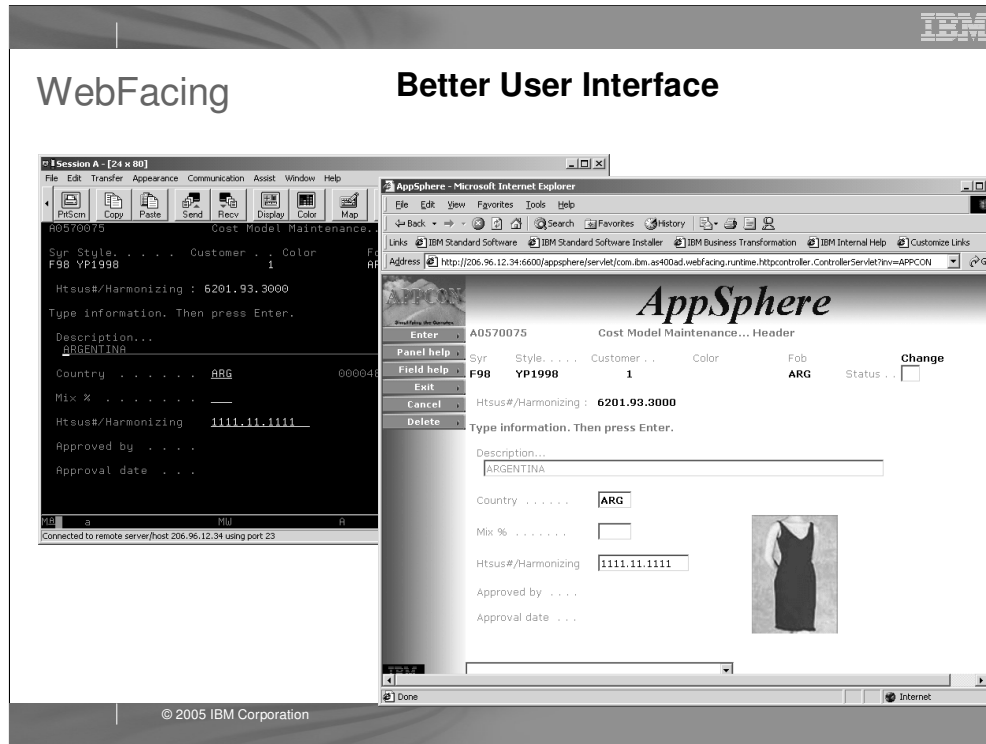 IBM
WebFacing
Better User Interface
Session A - [24 x 80]
File Edit Transfer Appearance Communication Assist Window Help
PrtScrn Copy Paste Send Recv Display Color Map
A0570075 Cost Model Maintenance..
Syr Style. . . . . Customer . . Color
F98 YP1998 1
Htsus#/Harmonizing : 6201.93.3000
Type information. Then press Enter.
Description...
ARGENTINA
Country . . . . . . ARG 000048
Mix % . . . . . . .
Htsus#/Harmonizing 1111.11.1111
Approved by . . . .
Approval date . . .
MA a MW A
Connected to remote server/host 206.96.12.34 using port 23
AppSphere - Microsoft Internet Explorer
File Edit View Favorites Tools Help
Back Search Favorites History
Links IBM Standard Software IBM Standard Software Installer IBM Business Transformation IBM Internal Help Customize Links
Address http://206.96.12.34:6600/appsphere/servlet/com.ibm.as400ad.webfacing.runtime.httpcontroller.ControllerServlet?inv=APPCON
APPCON
AppSphere
Enter
Panel help
Field help
Exit
Cancel
Delete
A0570075 Cost Model Maintenance... Header
Syr Style. . . . . Customer . . Color Fob Change
F98 YP1998 1 ARG Status . .
Htsus#/Harmonizing : 6201.93.3000
Type information. Then press Enter.
Description...
ARGENTINA
Country . . . . . . ARG
Mix % . . . . . . .
Htsus#/Harmonizing 1111.11.1111
Approved by . . . .
Approval date . . .
IBM
Done Internet
© 2005 IBM Corporation